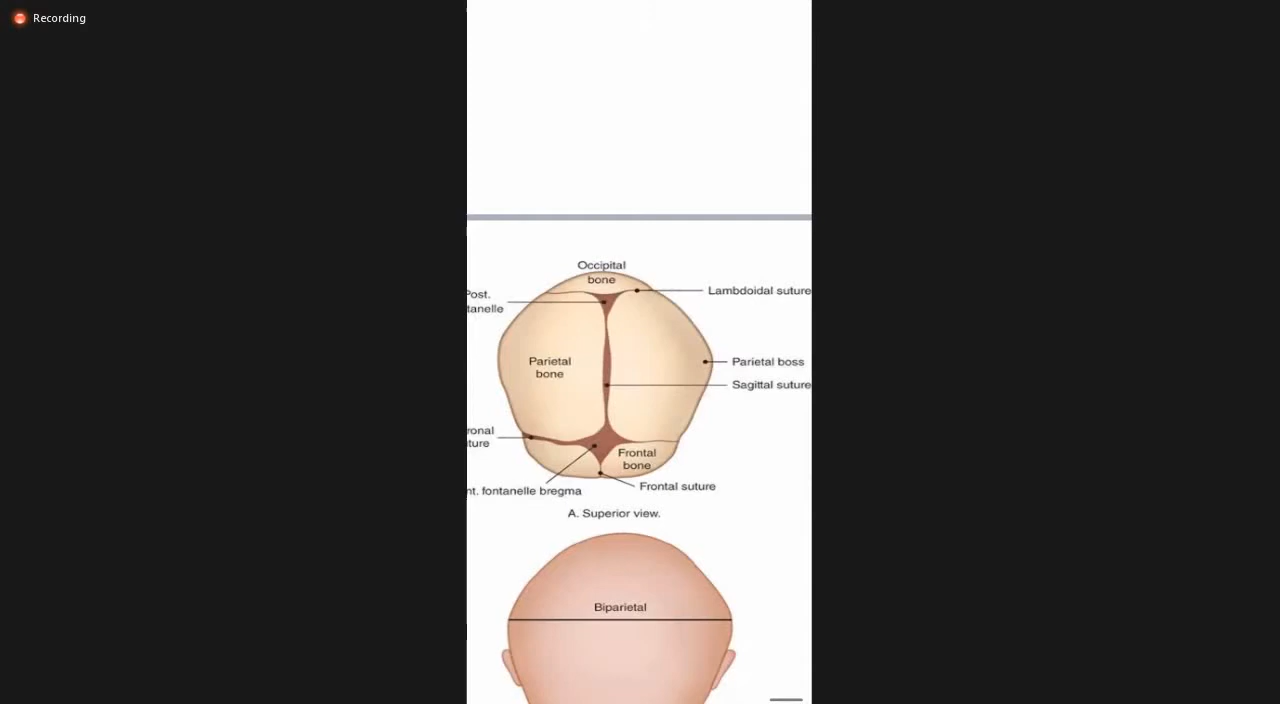 Recording
Occipital
bone
Post.
tanelle
Lambdoidal suture
Parietal
bone
Parietal boss
Sagittal suture
ronal
ture
Frontal
bone
nt. fontanelle bregma
Frontal suture
A. Superior view.
Biparietal